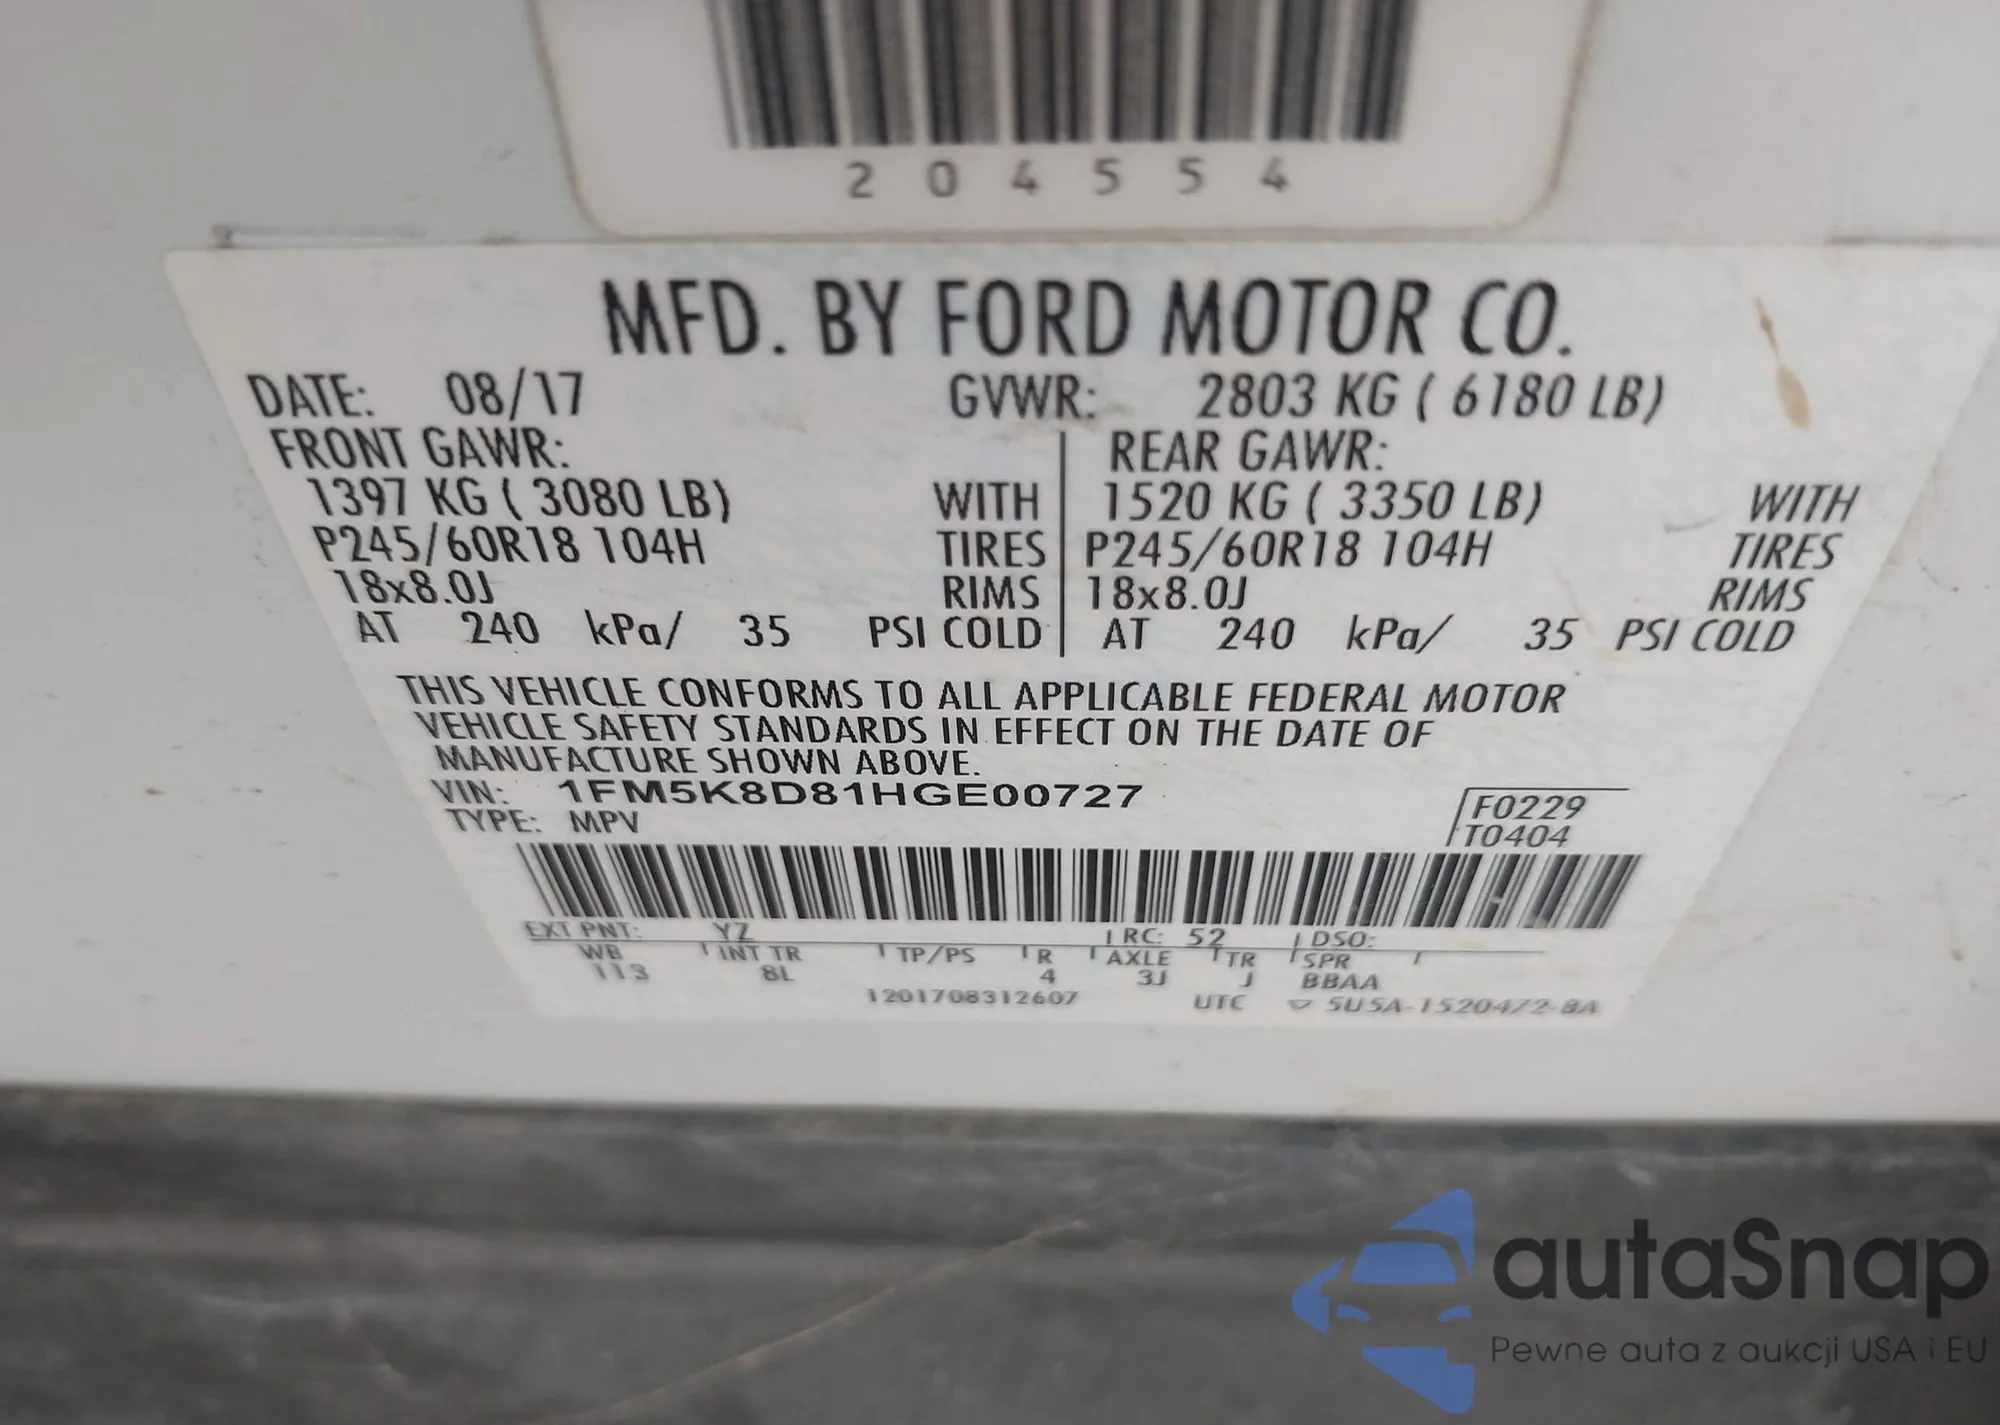 204554
MFD. BY FORD MOTOR CO.
DATE: 08/17 GVWR: 2803 KG ( 6180 LB)
FRONT GAWR: REAR GAWR:
1397 KG ( 3080 LB) WITH 1520 KG ( 3350 LB) WITH
P245/60R18 104H TIRES P245/60R18 104H TIRES
18x8.0J RIMS 18x8.0J RIMS
AT 240 kPa/ 35 PSI COLD AT 240 kPa/ 35 PSI COLD
THIS VEHICLE CONFORMS TO ALL APPLICABLE FEDERAL MOTOR
VEHICLE SAFETY STANDARDS IN EFFECT ON THE DATE OF
MANUFACTURE SHOWN ABOVE.
VIN: 1FM5K8D81HGE00727
TYPE: MPV
F0229
T0404
EXT PNT: YZ RC: 52 DSO:
WB INT TR TP/PS R AXLE TR SPR
113 8L 4 3J J BBAA
1201708312607 UTC 5U5A-1520472-BA
autoSnap
Pewne auta z aukcji USA i EU